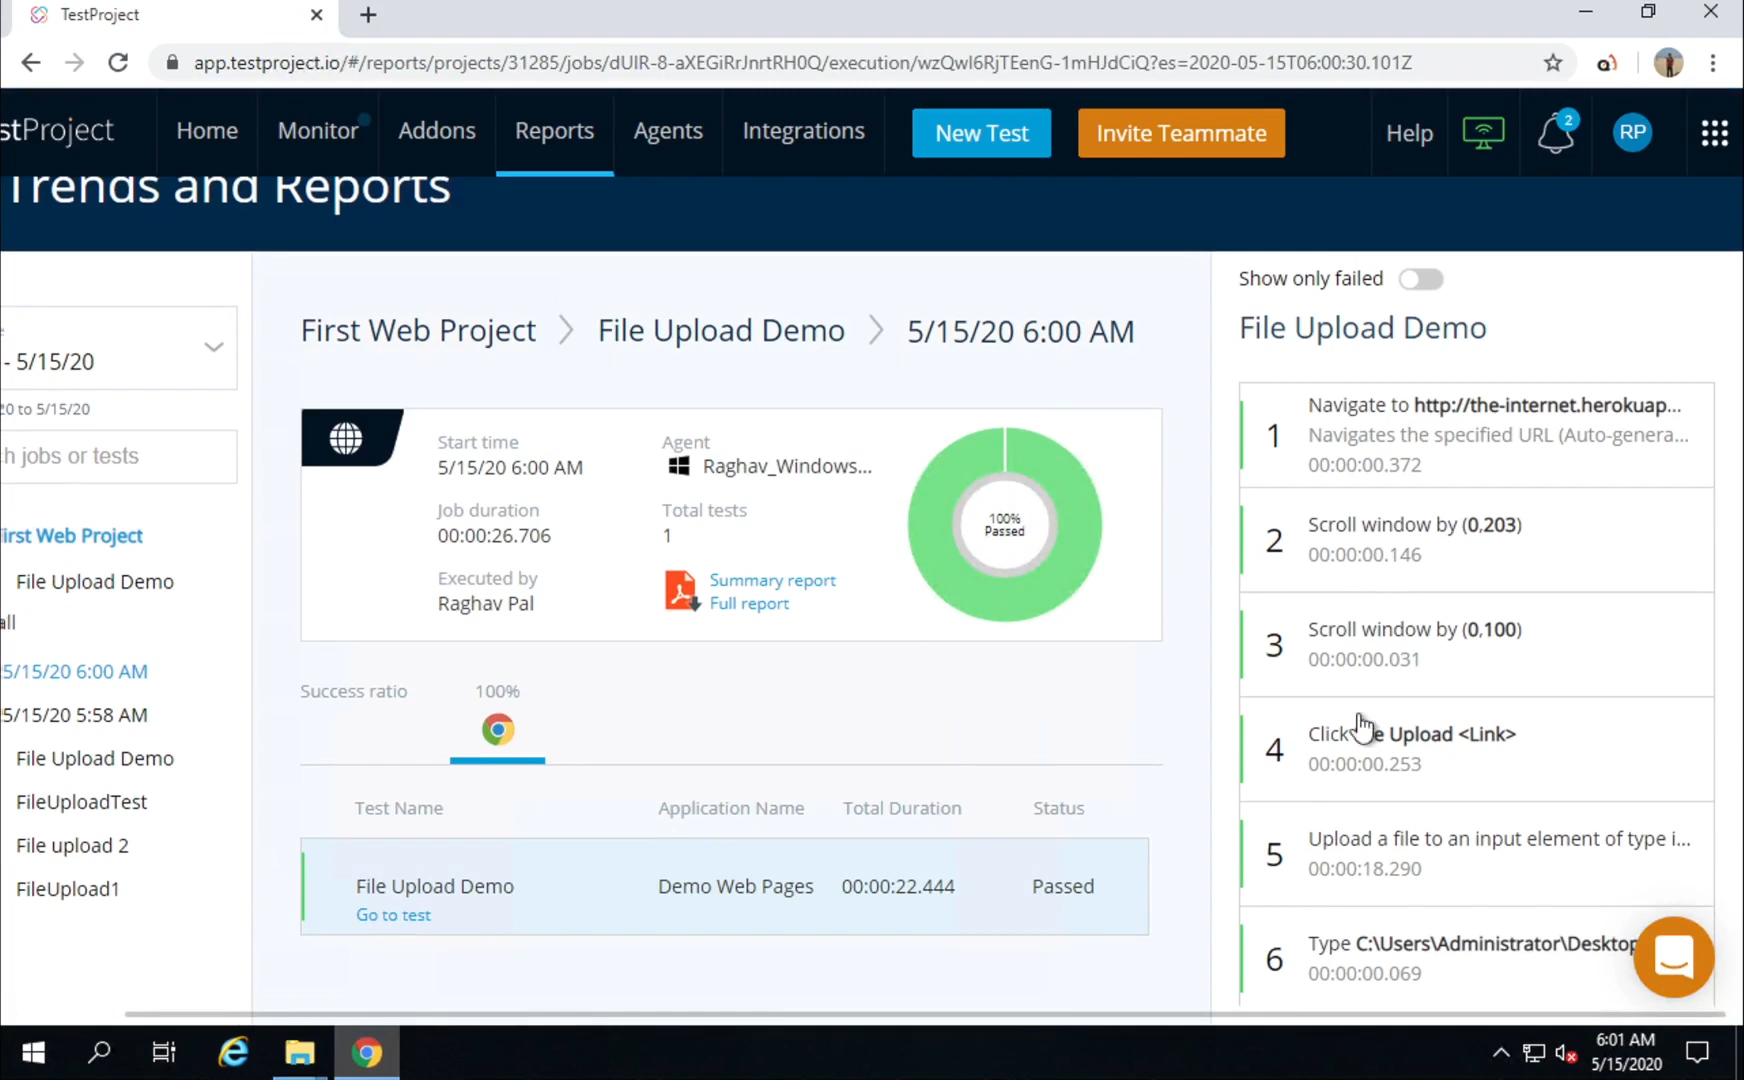 TestProject
app.testproject.io/#/reports/projects/31285/jobs/dUIR-8-aXEGiRrJnrtRH0Q/execution/wzQwI6RjTEenG-1mHJdCiQ?es=2020-05-15T06:00:30.101Z
stProject
Home
Monitor
Addons
Reports
Agents
Integrations
New Test
Invite Teammate
Help
2
RP
Trends and Reports
- 5/15/20
20 to 5/15/20
h jobs or tests
irst Web Project
File Upload Demo
all
5/15/20 6:00 AM
5/15/20 5:58 AM
File Upload Demo
FileUploadTest
File upload 2
FileUpload1
First Web Project
File Upload Demo
5/15/20 6:00 AM
Start time
5/15/20 6:00 AM
Job duration
00:00:26.706
Executed by
Raghav Pal
Agent
Raghav_Windows...
Total tests
1
Summary report
Full report
100%
Passed
Success ratio
100%
Test Name Application Name Total Duration Status
File Upload Demo Demo Web Pages 00:00:22.444 Passed
Go to test
Show only failed
File Upload Demo
1
Navigate to http://the-internet.herokuap...
Navigates the specified URL (Auto-genera...
00:00:00.372
2
Scroll window by (0,203)
00:00:00.146
3
Scroll window by (0,100)
00:00:00.031
4
Click e Upload <Link>
00:00:00.253
5
Upload a file to an input element of type i...
00:00:18.290
6
Type C:\Users\Administrator\Desktop
00:00:00.069
6:01 AM
5/15/2020